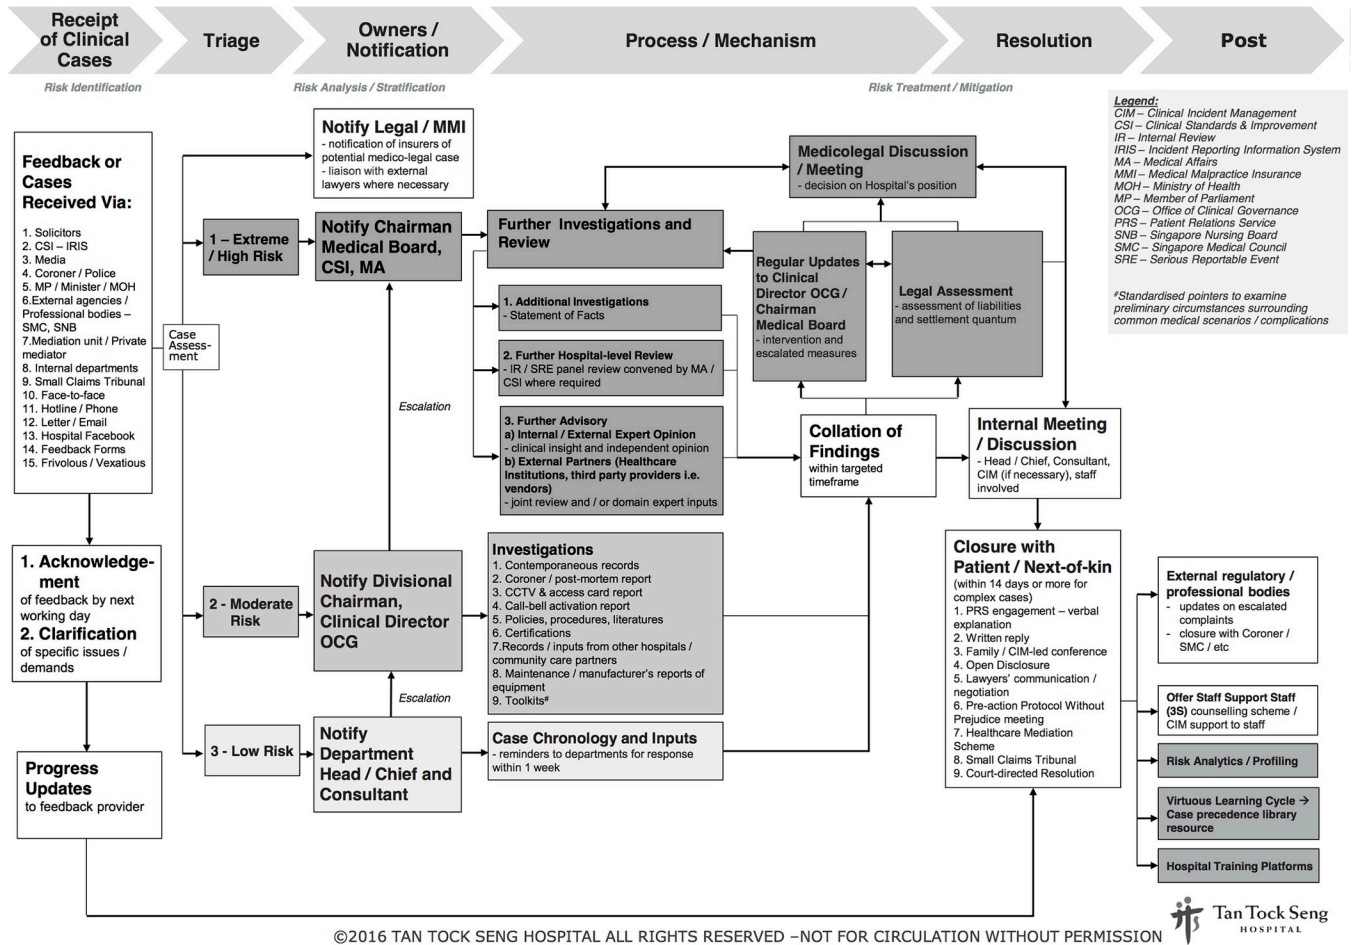 Receipt
of Clinical
Cases
Triage
Owners /
Notification
Process / Mechanism
Resolution
Post
Risk Identification
Risk Analysis / Stratification
Risk Treatment / Mitigation
Legend:
CIM – Clinical Incident Management
CSI – Clinical Standards & Improvement
IR – Internal Review
IRIS – Incident Reporting Information System
MA – Medical Affairs
MMI – Medical Malpractice Insurance
MOH – Ministry of Health
MP – Member of Parliament
OCG – Office of Clinical Governance
PRS – Patient Relations Service
SNB – Singapore Nursing Board
SMC – Singapore Medical Council
SRE – Serious Reportable Event
#Standardised pointers to examine
preliminary circumstances surrounding
common medical scenarios / complications
Feedback or
Cases
Received Via:
1. Solicitors
2. CSI – IRIS
3. Media
4. Coroner / Police
5. MP / Minister / MOH
6.External agencies /
Professional bodies –
SMC, SNB
7.Mediation unit / Private
mediator
8. Internal departments
9. Small Claims Tribunal
10. Face-to-face
11. Hotline / Phone
12. Letter / Email
13. Hospital Facebook
14. Feedback Forms
15. Frivolous / Vexatious
1. Acknowledge-
ment
of feedback by next
working day
2. Clarification
of specific issues /
demands
Progress
Updates
to feedback provider
Case
Assess-
ment
1 – Extreme
/ High Risk
2 - Moderate
Risk
3 - Low Risk
Notify Legal / MMI
- notification of insurers of
potential medico-legal case
- liaison with external
lawyers where necessary
Notify Chairman
Medical Board,
CSI, MA
Escalation
Notify Divisional
Chairman,
Clinical Director
OCG
Escalation
Notify
Department
Head / Chief and
Consultant
Further Investigations and
Review
1. Additional Investigations
- Statement of Facts
2. Further Hospital-level Review
- IR / SRE panel review convened by MA /
CSI where required
3. Further Advisory
a) Internal / External Expert Opinion
- clinical insight and independent opinion
b) External Partners (Healthcare
Institutions, third party providers i.e.
vendors)
- joint review and / or domain expert inputs
Investigations
1. Contemporaneous records
2. Coroner / post-mortem report
3. CCTV & access card report
4. Call-bell activation report
5. Policies, procedures, literatures
6. Certifications
7.Records / inputs from other hospitals /
community care partners
8. Maintenance / manufacturer's reports of
equipment
9. Toolkits#
Case Chronology and Inputs
- reminders to departments for response
within 1 week
Medicolegal Discussion
/ Meeting
- decision on Hospital's position
Regular Updates
to Clinical
Director OCG /
Chairman
Medical Board
- intervention and
escalated measures
Legal Assessment
- assessment of liabilities
and settlement quantum
Collation of
Findings
within targeted
timeframe
Internal Meeting
/ Discussion
- Head / Chief, Consultant,
CIM (if necessary), staff
involved
Closure with
Patient / Next-of-kin
(within 14 days or more for
complex cases)
1. PRS engagement – verbal
explanation
2. Written reply
3. Family / CIM-led conference
4. Open Disclosure
5. Lawyers' communication /
negotiation
6. Pre-action Protocol Without
Prejudice meeting
7. Healthcare Mediation
Scheme
8. Small Claims Tribunal
9. Court-directed Resolution
External regulatory /
professional bodies
- updates on escalated
complaints
- closure with Coroner /
SMC / etc
Offer Staff Support Staff
(3S) counselling scheme /
CIM support to staff
Risk Analytics / Profiling
Virtuous Learning Cycle →
Case precedence library
resource
Hospital Training Platforms
Tan Tock Seng
HOSPITAL
©2016 TAN TOCK SENG HOSPITAL ALL RIGHTS RESERVED –NOT FOR CIRCULATION WITHOUT PERMISSION